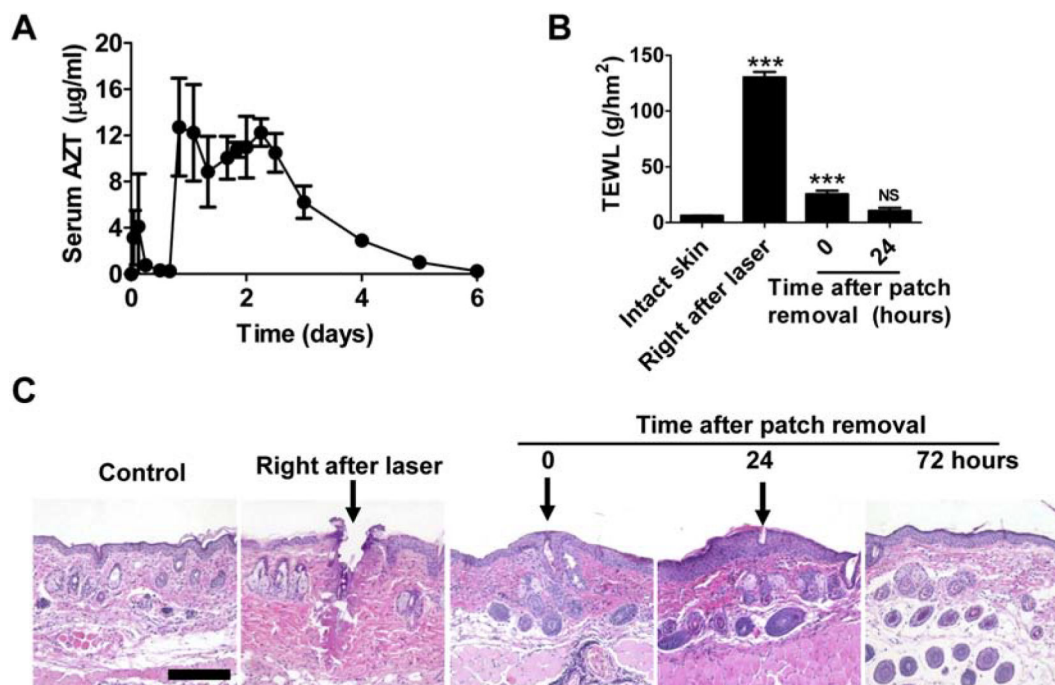 A
Serum AZT (µg/ml)
20
16
12
8
4
0
0 2 4 6
Time (days)
B
TEWL (g/hm²)
150
100
50
0
***
***
NS
Intact skin
Right after laser
0
24
Time after patch
removal (hours)
C
Time after patch removal
Control
Right after laser
0
24
72 hours